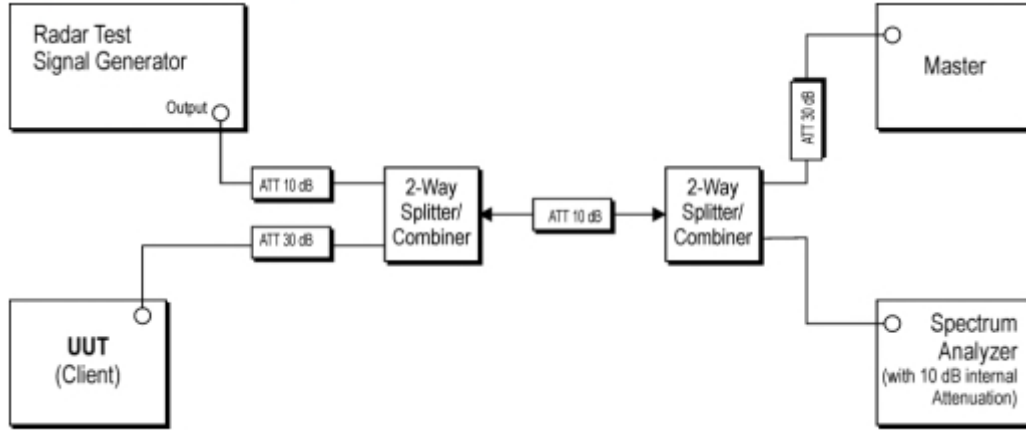 Radar Test
Signal Generator
Output
ATT 10 dB
ATT 30 dB
UUT
(Client)
2-Way
Splitter/
Combiner
ATT 10 dB
2-Way
Splitter/
Combiner
ATT 30 dB
Master
Spectrum
Analyzer
(with 10 dB internal
Attenuation)